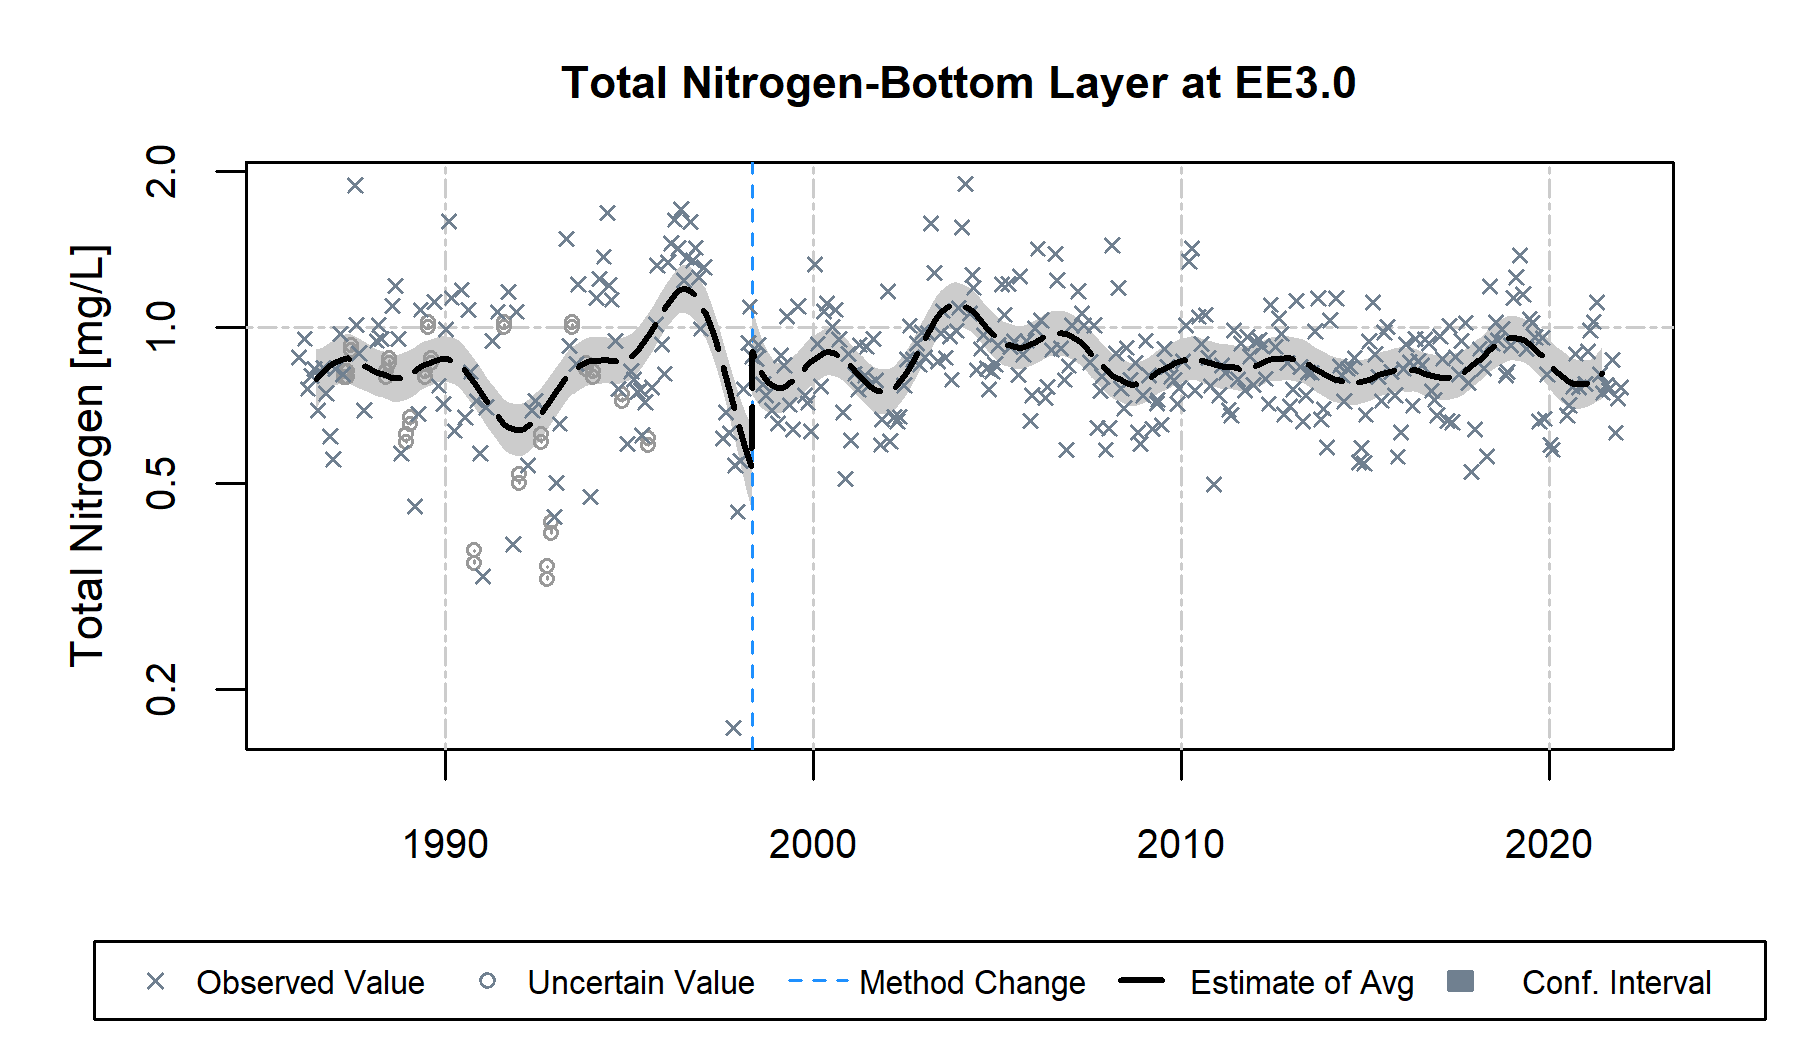 Total Nitrogen-Bottom Layer at EE3.0
Total Nitrogen [mg/L]
2.0
1.0
0.5
0.2
1990 2000 2010 2020
Observed Value Uncertain Value Method Change Estimate of Avg Conf. Interval